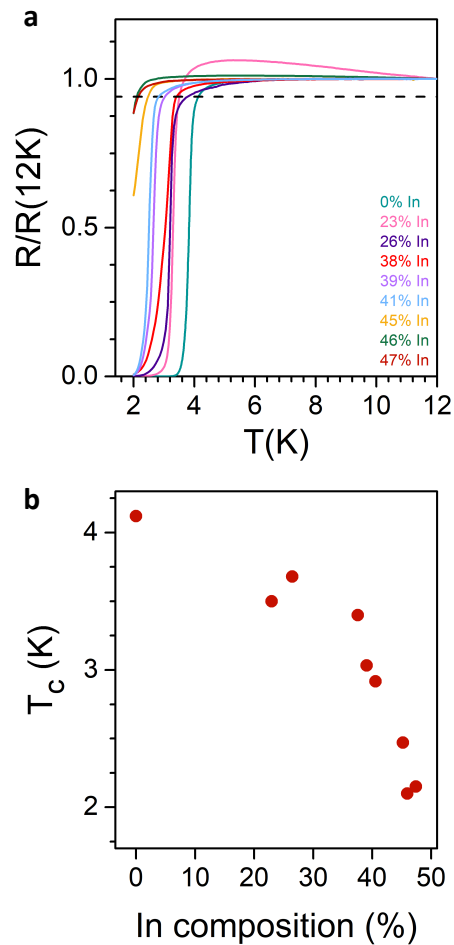 a
R/R(12K)
1.0
0.5
0.0
0% In
23% In
26% In
38% In
39% In
41% In
45% In
46% In
47% In
2 4 6 8 10 12
T(K)
b
T_c (K)
4
3
2
0 10 20 30 40 50
In composition (%)